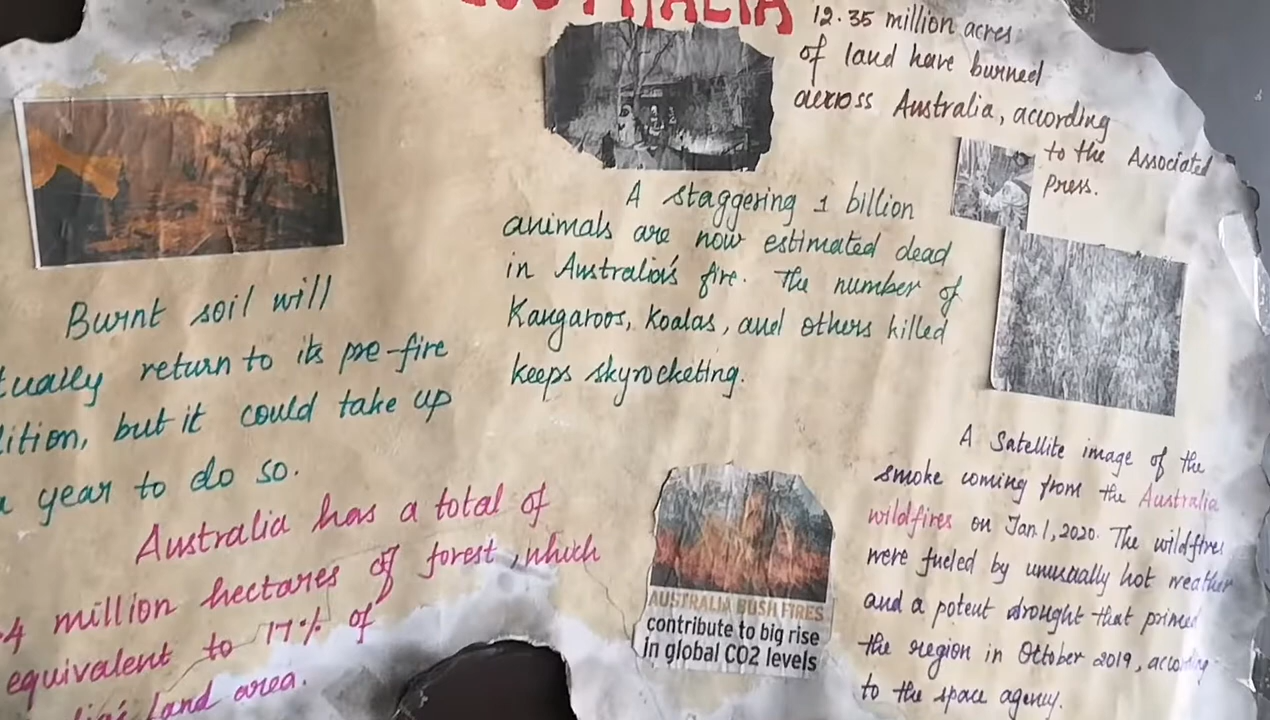 AUSTRALIA
12.35 million acres
of land have burned
across Australia, according
to the Associated
Press.
A staggering 1 billion
animals are now estimated dead
in Australia's fire. The number of
Kangaroos, Koalas, and others killed
keeps skyrocketing.
Burnt soil will
tually return to its pre-fire
dition, but it could take up
a year to do so.
Australia has a total of
4 million hectares of forest, which
equivalent to 17% of
land area.
AUSTRALIA BUSH FIRES
contribute to big rise
in global CO2 levels
A Satellite image of the
smoke coming from the Australia
wildfires on Jan 1, 2020. The wildfires
were fueled by unusually hot weather
and a potent drought that primed
the region in Ottober 2019, according
to the space agency.